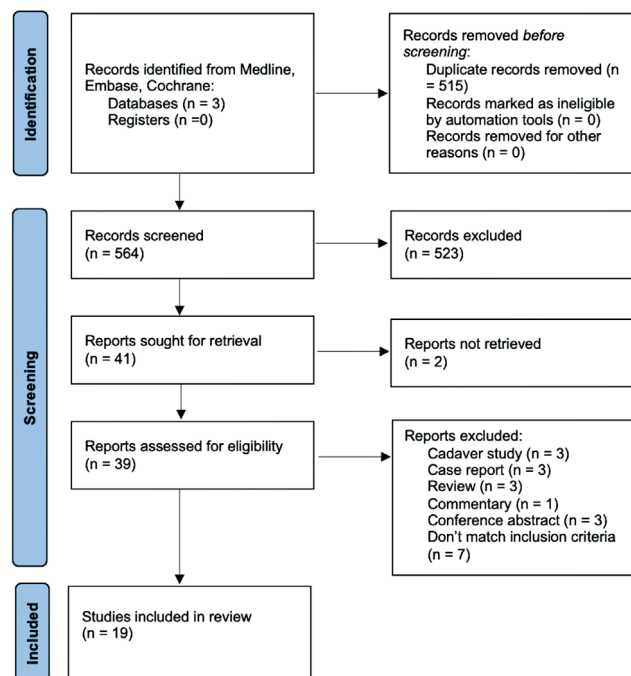 Identification
Records identified from Medline,
Embase, Cochrane:
Databases (n = 3)
Registers (n =0)
Records removed before
screening:
Duplicate records removed (n
= 515)
Records marked as ineligible
by automation tools (n = 0)
Records removed for other
reasons (n = 0)
Screening
Records screened
(n = 564)
Records excluded
(n = 523)
Reports sought for retrieval
(n = 41)
Reports not retrieved
(n = 2)
Reports assessed for eligibility
(n = 39)
Reports excluded:
Cadaver study (n = 3)
Case report (n = 3)
Review (n = 3)
Commentary (n = 1)
Conference abstract (n = 3)
Don't match inclusion criteria
(n = 7)
Included
Studies included in review
(n = 19)